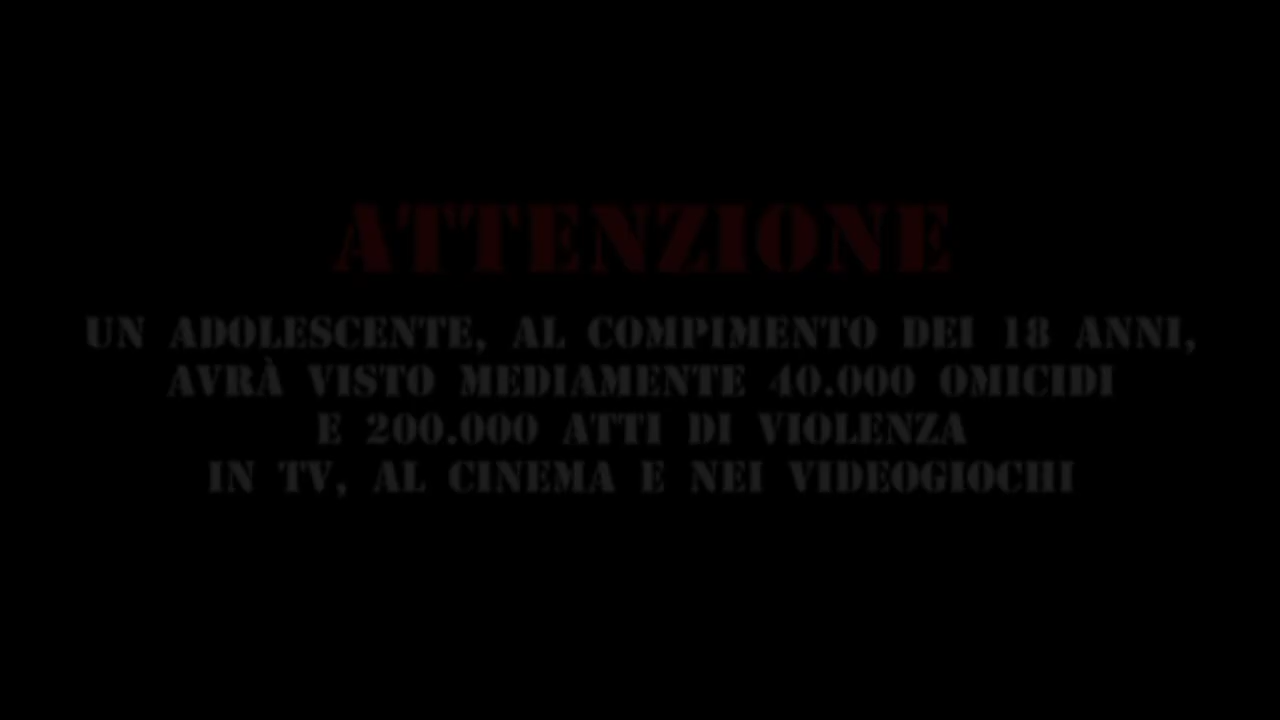 ATTENZIONE
UN ADOLESCENTE, AL COMPIMENTO DEI 18 ANNI,
AVRÀ VISTO MEDIAMENTE 40.000 OMICIDI
E 200.000 ATTI DI VIOLENZA
IN TV, AL CINEMA E NEI VIDEOGIOCHI